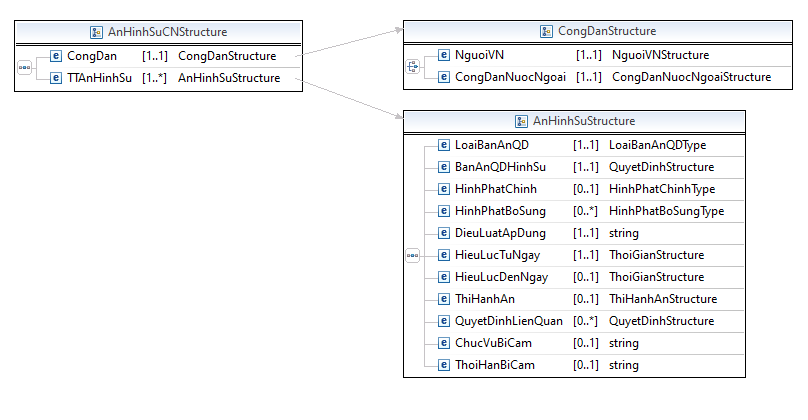 AnHinhSuCNStructure
CongDan [1..1] CongDanStructure
TTAnHinhSu [1..*] AnHinhSuStructure
CongDanStructure
NguoiVN [1..1] NguoiVNStructure
CongDanNuocNgoai [1..1] CongDanNuocNgoaiStructure
AnHinhSuStructure
LoaiBanAnQD [1..1] LoaiBanAnQDType
BanAnQDHinhSu [1..1] QuyetDinhStructure
HinhPhatChinh [0..1] HinhPhatChinhType
HinhPhatBoSung [0..*] HinhPhatBoSungType
DieuLuatApDung [1..1] string
HieuLucTuNgay [1..1] ThoiGianStructure
HieuLucDenNgay [0..1] ThoiGianStructure
ThiHanhAn [0..1] ThiHanhAnStructure
QuyetDinhLienQuan [0..*] QuyetDinhStructure
ChucVuBiCam [0..1] string
ThoiHanBiCam [0..1] string